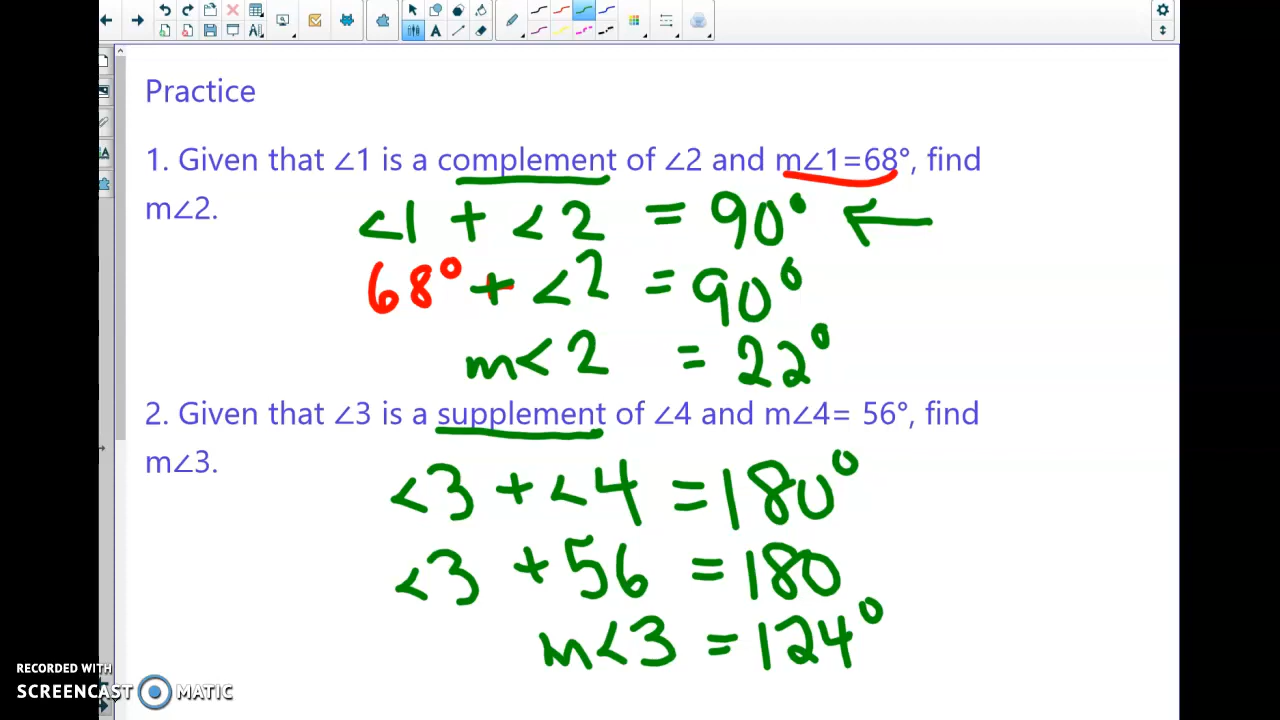 Practice
1. Given that ∠1 is a complement of ∠2 and m∠1=68°, find
m∠2.
<1 + <2 = 90°
68° + <2 = 90°
m<2 = 22°
2. Given that ∠3 is a supplement of ∠4 and m∠4= 56°, find
m∠3.
<3 + <4 = 180°
<3 + 56 = 180
m<3 = 124°
RECORDED WITH
SCREENCAST MATIC